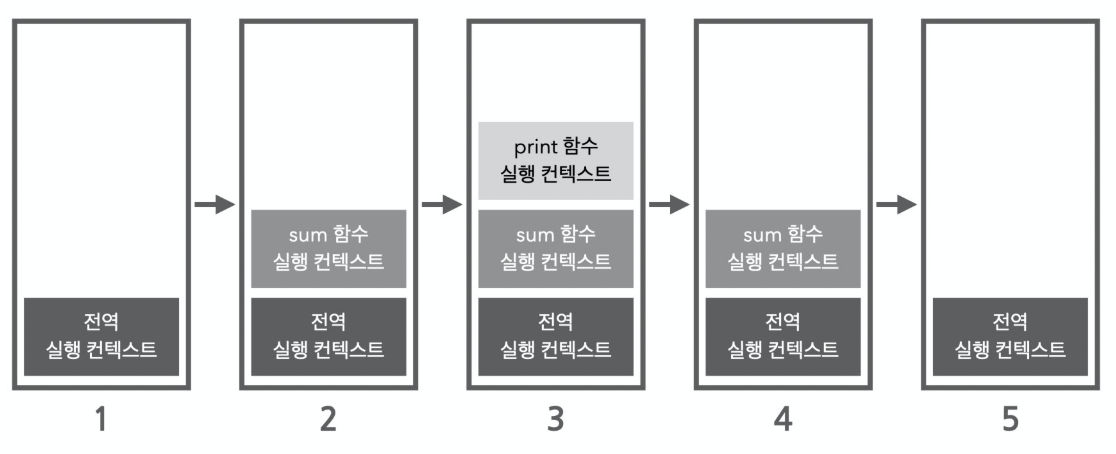 전역
실행 컨텍스트
1
sum 함수
실행 컨텍스트
전역
실행 컨텍스트
2
print 함수
실행 컨텍스트
sum 함수
실행 컨텍스트
전역
실행 컨텍스트
3
sum 함수
실행 컨텍스트
전역
실행 컨텍스트
4
전역
실행 컨텍스트
5